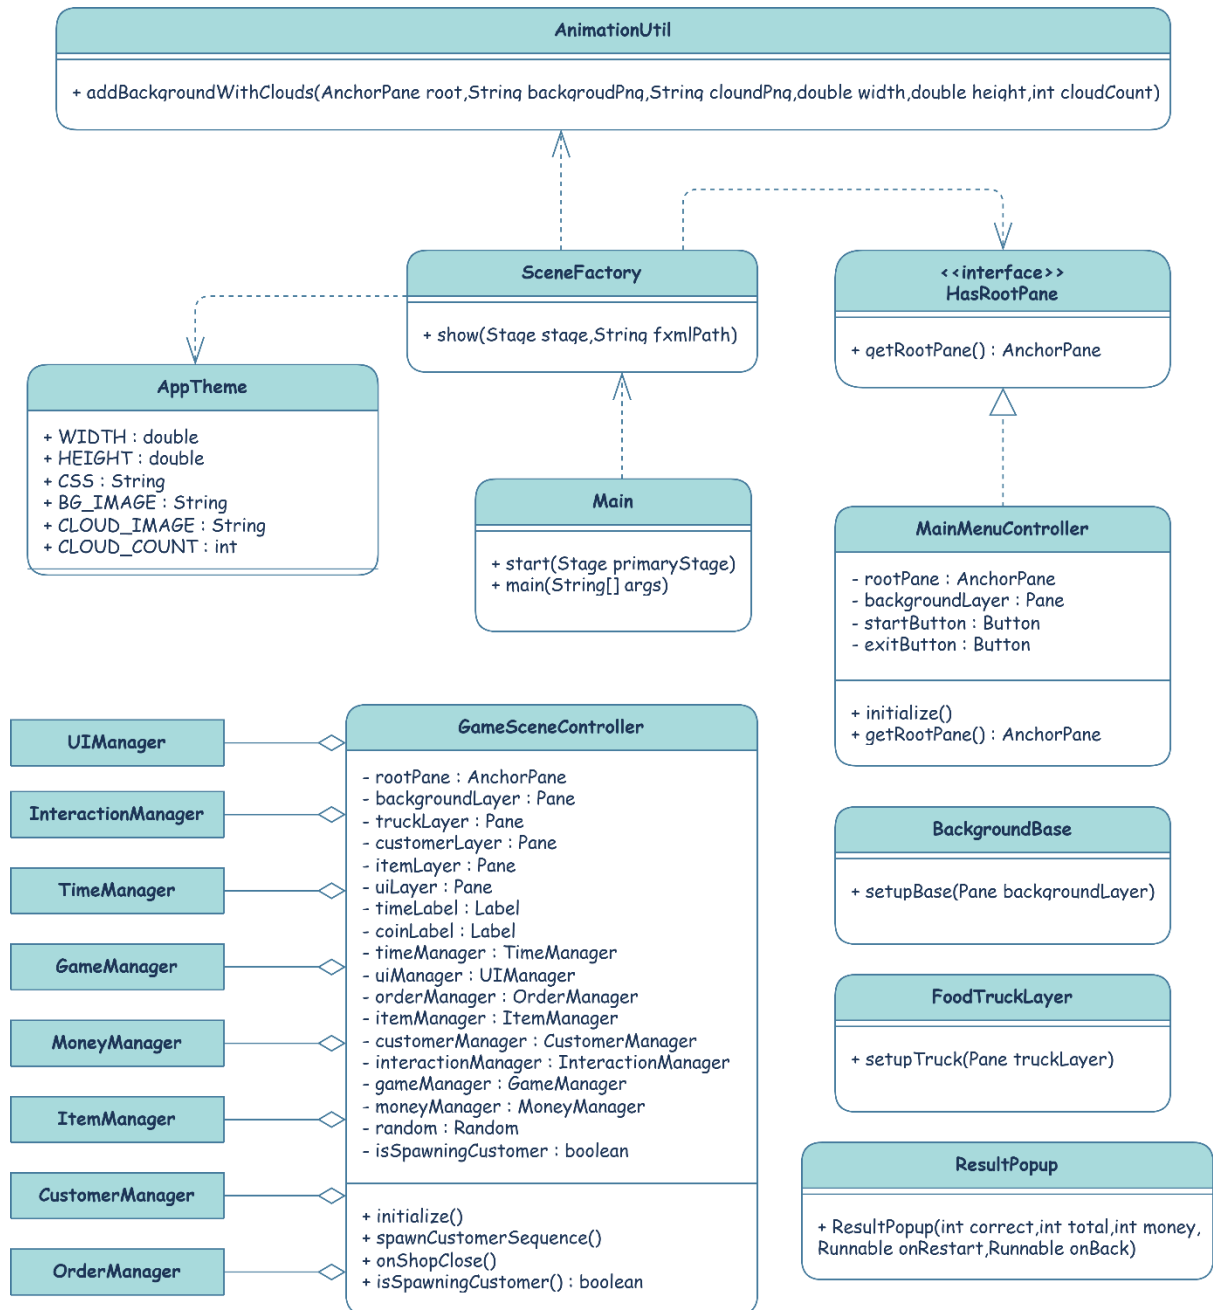 AnimationUtil
+ addBackgroundWithClouds(AnchorPane root,String backgroudPng,String cloundPng,double width,double height,int cloudCount)
SceneFactory
+ show(Stage stage,String fxmlPath)
<<interface>>
HasRootPane
+ getRootPane() : AnchorPane
AppTheme
+ WIDTH : double
+ HEIGHT : double
+ CSS : String
+ BG_IMAGE : String
+ CLOUD_IMAGE : String
+ CLOUD_COUNT : int
Main
+ start(Stage primaryStage)
+ main(String[] args)
MainMenuController
- rootPane : AnchorPane
- backgroundLayer : Pane
- startButton : Button
- exitButton : Button
+ initialize()
+ getRootPane() : AnchorPane
UIManager
InteractionManager
TimeManager
GameManager
MoneyManager
ItemManager
CustomerManager
OrderManager
GameSceneController
- rootPane : AnchorPane
- backgroundLayer : Pane
- truckLayer : Pane
- customerLayer : Pane
- itemLayer : Pane
- uiLayer : Pane
- timeLabel : Label
- coinLabel : Label
- timeManager : TimeManager
- uiManager : UIManager
- orderManager : OrderManager
- itemManager : ItemManager
- customerManager : CustomerManager
- interactionManager : InteractionManager
- gameManager : GameManager
- moneyManager : MoneyManager
- random : Random
- isSpawningCustomer : boolean
+ initialize()
+ spawnCustomerSequence()
+ onShopClose()
+ isSpawningCustomer() : boolean
BackgroundBase
+ setupBase(Pane backgroundLayer)
FoodTruckLayer
+ setupTruck(Pane truckLayer)
ResultPopup
+ ResultPopup(int correct,int total,int money,
Runnable onRestart,Runnable onBack)